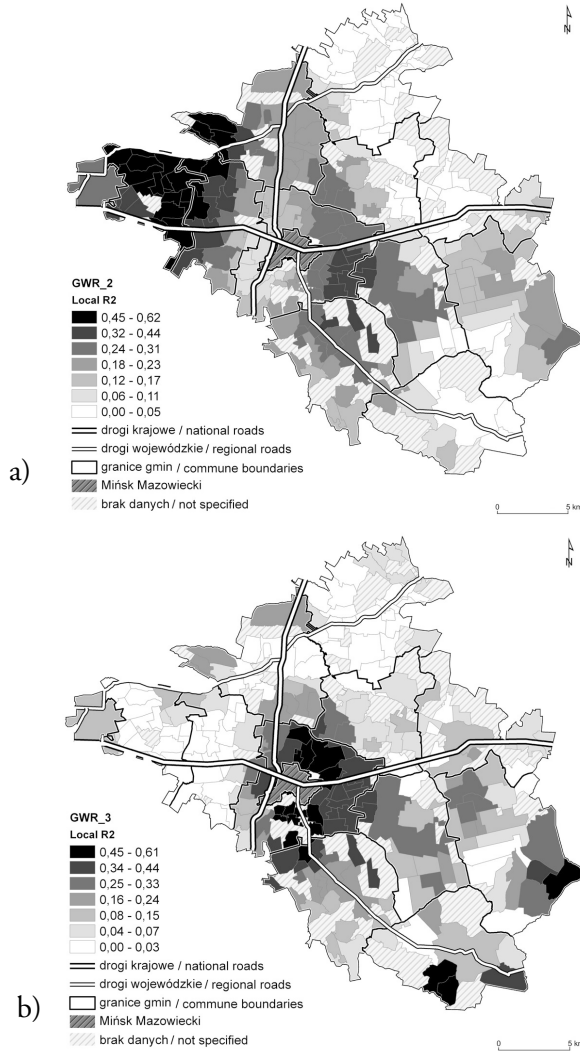 N
GWR_2
Local R2
0,45 - 0,62
0,32 - 0,44
0,24 - 0,31
0,18 - 0,23
0,12 - 0,17
0,06 - 0,11
0,00 - 0,05
drogi krajowe / national roads
drogi wojewódzkie / regional roads
granice gmin / commune boundaries
Mińsk Mazowiecki
brak danych / not specified
a)
0 5 km
N
GWR_3
Local R2
0,45 - 0,61
0,34 - 0,44
0,25 - 0,33
0,16 - 0,24
0,08 - 0,15
0,04 - 0,07
0,00 - 0,03
drogi krajowe / national roads
drogi wojewódzkie / regional roads
granice gmin / commune boundaries
Mińsk Mazowiecki
brak danych / not specified
b)
0 5 km